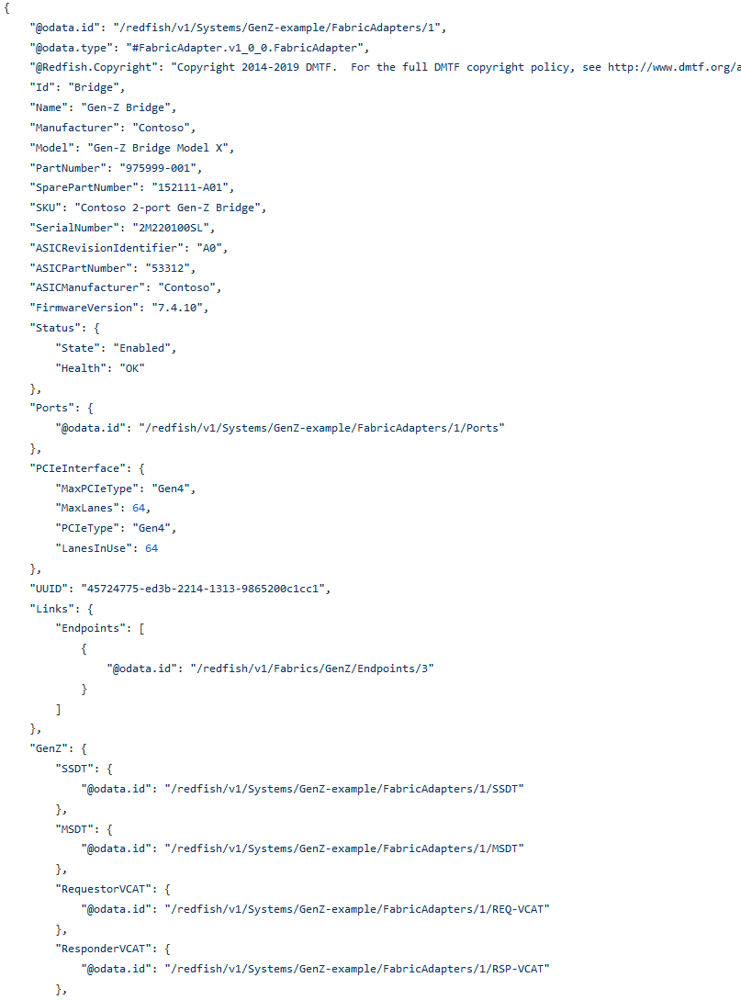 {
    "@odata.id": "/redfish/v1/Systems/GenZ-example/FabricAdapters/1",
    "@odata.type": "#FabricAdapter.v1_0_0.FabricAdapter",
    "@Redfish.Copyright": "Copyright 2014-2019 DMTF.  For the full DMTF copyright policy, see http://www.dmtf.org/a
    "Id": "Bridge",
    "Name": "Gen-Z Bridge",
    "Manufacturer": "Contoso",
    "Model": "Gen-Z Bridge Model X",
    "PartNumber": "975999-001",
    "SparePartNumber": "152111-A01",
    "SKU": "Contoso 2-port Gen-Z Bridge",
    "SerialNumber": "2M220100SL",
    "ASICRevisionIdentifier": "A0",
    "ASICPartNumber": "53312",
    "ASICManufacturer": "Contoso",
    "FirmwareVersion": "7.4.10",
    "Status": {
        "State": "Enabled",
        "Health": "OK"
    },
    "Ports": {
        "@odata.id": "/redfish/v1/Systems/GenZ-example/FabricAdapters/1/Ports"
    },
    "PCIeInterface": {
        "MaxPCIeType": "Gen4",
        "MaxLanes": 64,
        "PCIeType": "Gen4",
        "LanesInUse": 64
    },
    "UUID": "45724775-ed3b-2214-1313-9865200c1cc1",
    "Links": {
        "Endpoints": [
            {
                "@odata.id": "/redfish/v1/Fabrics/GenZ/Endpoints/3"
            }
        ]
    },
    "GenZ": {
        "SSDT": {
            "@odata.id": "/redfish/v1/Systems/GenZ-example/FabricAdapters/1/SSDT"
        },
        "MSDT": {
            "@odata.id": "/redfish/v1/Systems/GenZ-example/FabricAdapters/1/MSDT"
        },
        "RequestorVCAT": {
            "@odata.id": "/redfish/v1/Systems/GenZ-example/FabricAdapters/1/REQ-VCAT"
        },
        "ResponderVCAT": {
            "@odata.id": "/redfish/v1/Systems/GenZ-example/FabricAdapters/1/RSP-VCAT"
        },